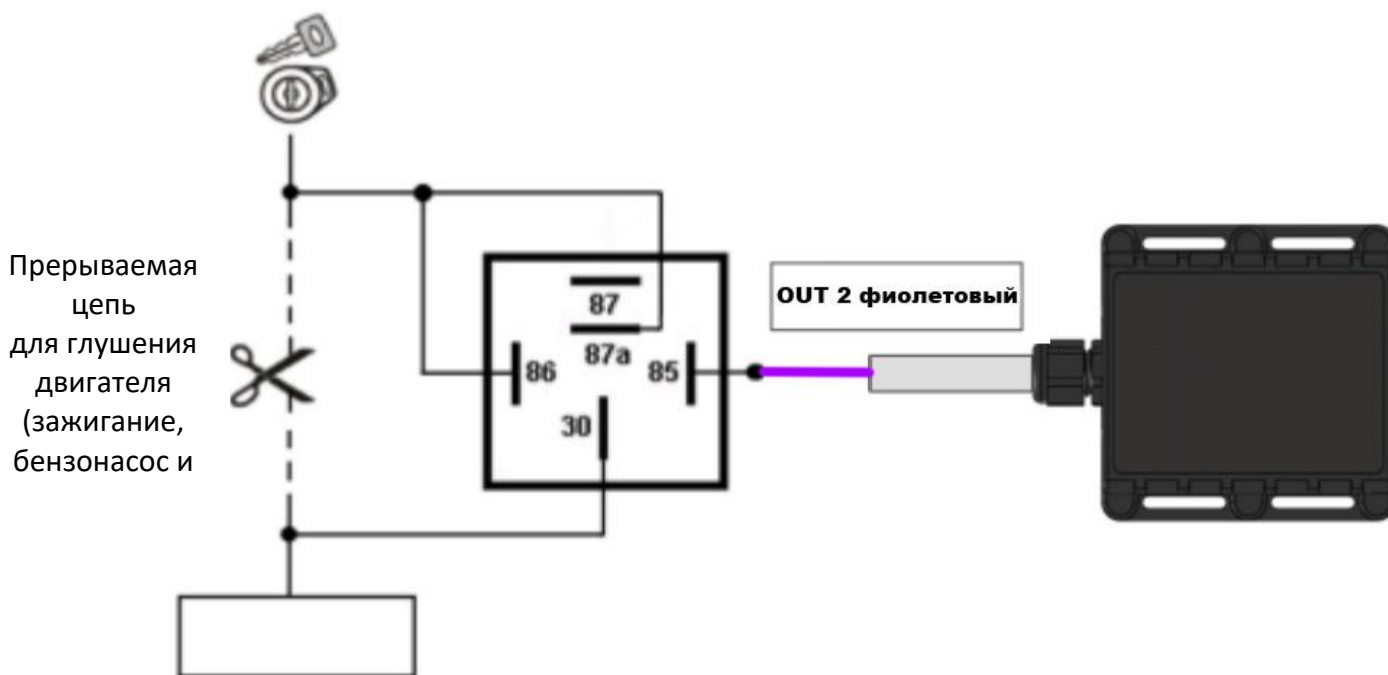 Прерываемая
цепь
для глушения
двигателя
(зажигание,
бензонасос и
87
87a
86
85
30
OUT 2 фиолетовый